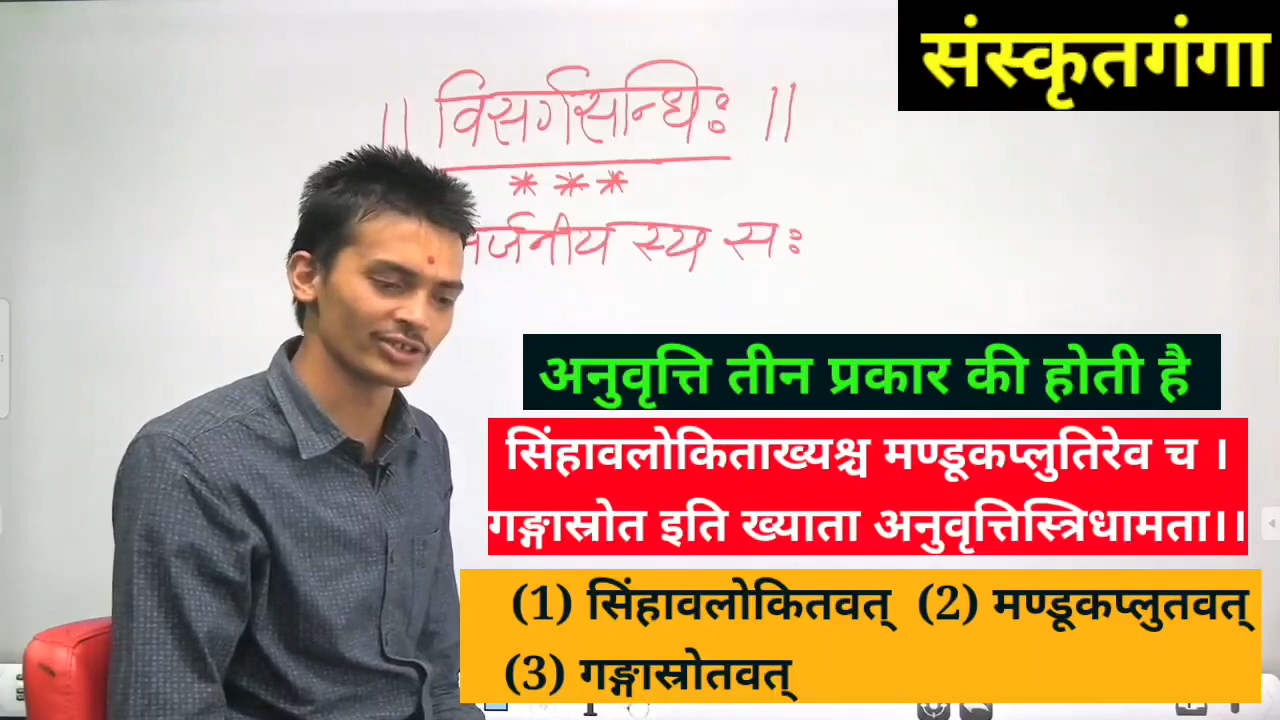 संस्कृतगंगा
|| विसर्गसन्धिः ||
***
र्जनीय स्य सः
अनुवृत्ति तीन प्रकार की होती है
सिंहावलोकिताख्यश्च मण्डूकप्लुतिरेव च ।
गङ्गास्रोत इति ख्याता अनुवृत्तिस्त्रिधामता।।
(1) सिंहावलोकितवत् (2) मण्डूकप्लुतवत्
(3) गङ्गास्रोतवत्